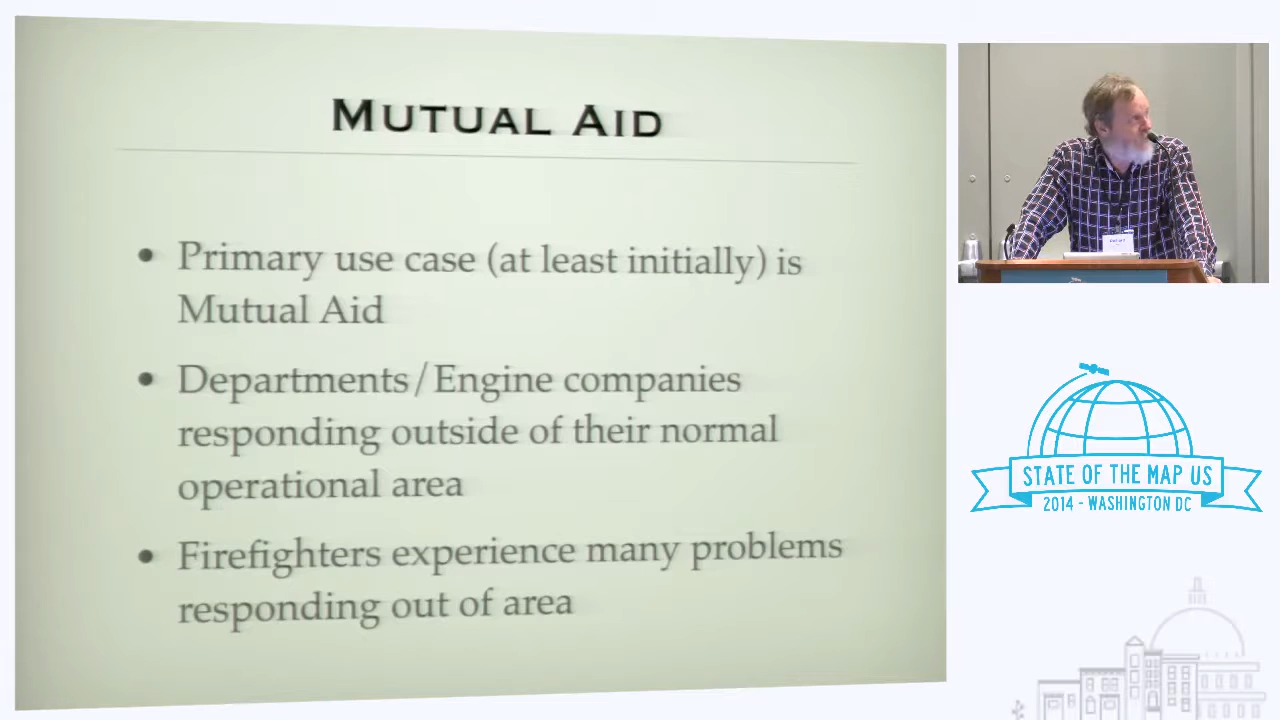 MUTUAL AID
• Primary use case (at least initially) is
Mutual Aid
• Departments/Engine companies
responding outside of their normal
operational area
• Firefighters experience many problems
responding out of area
STATE OF THE MAP US
2014 - WASHINGTON DC